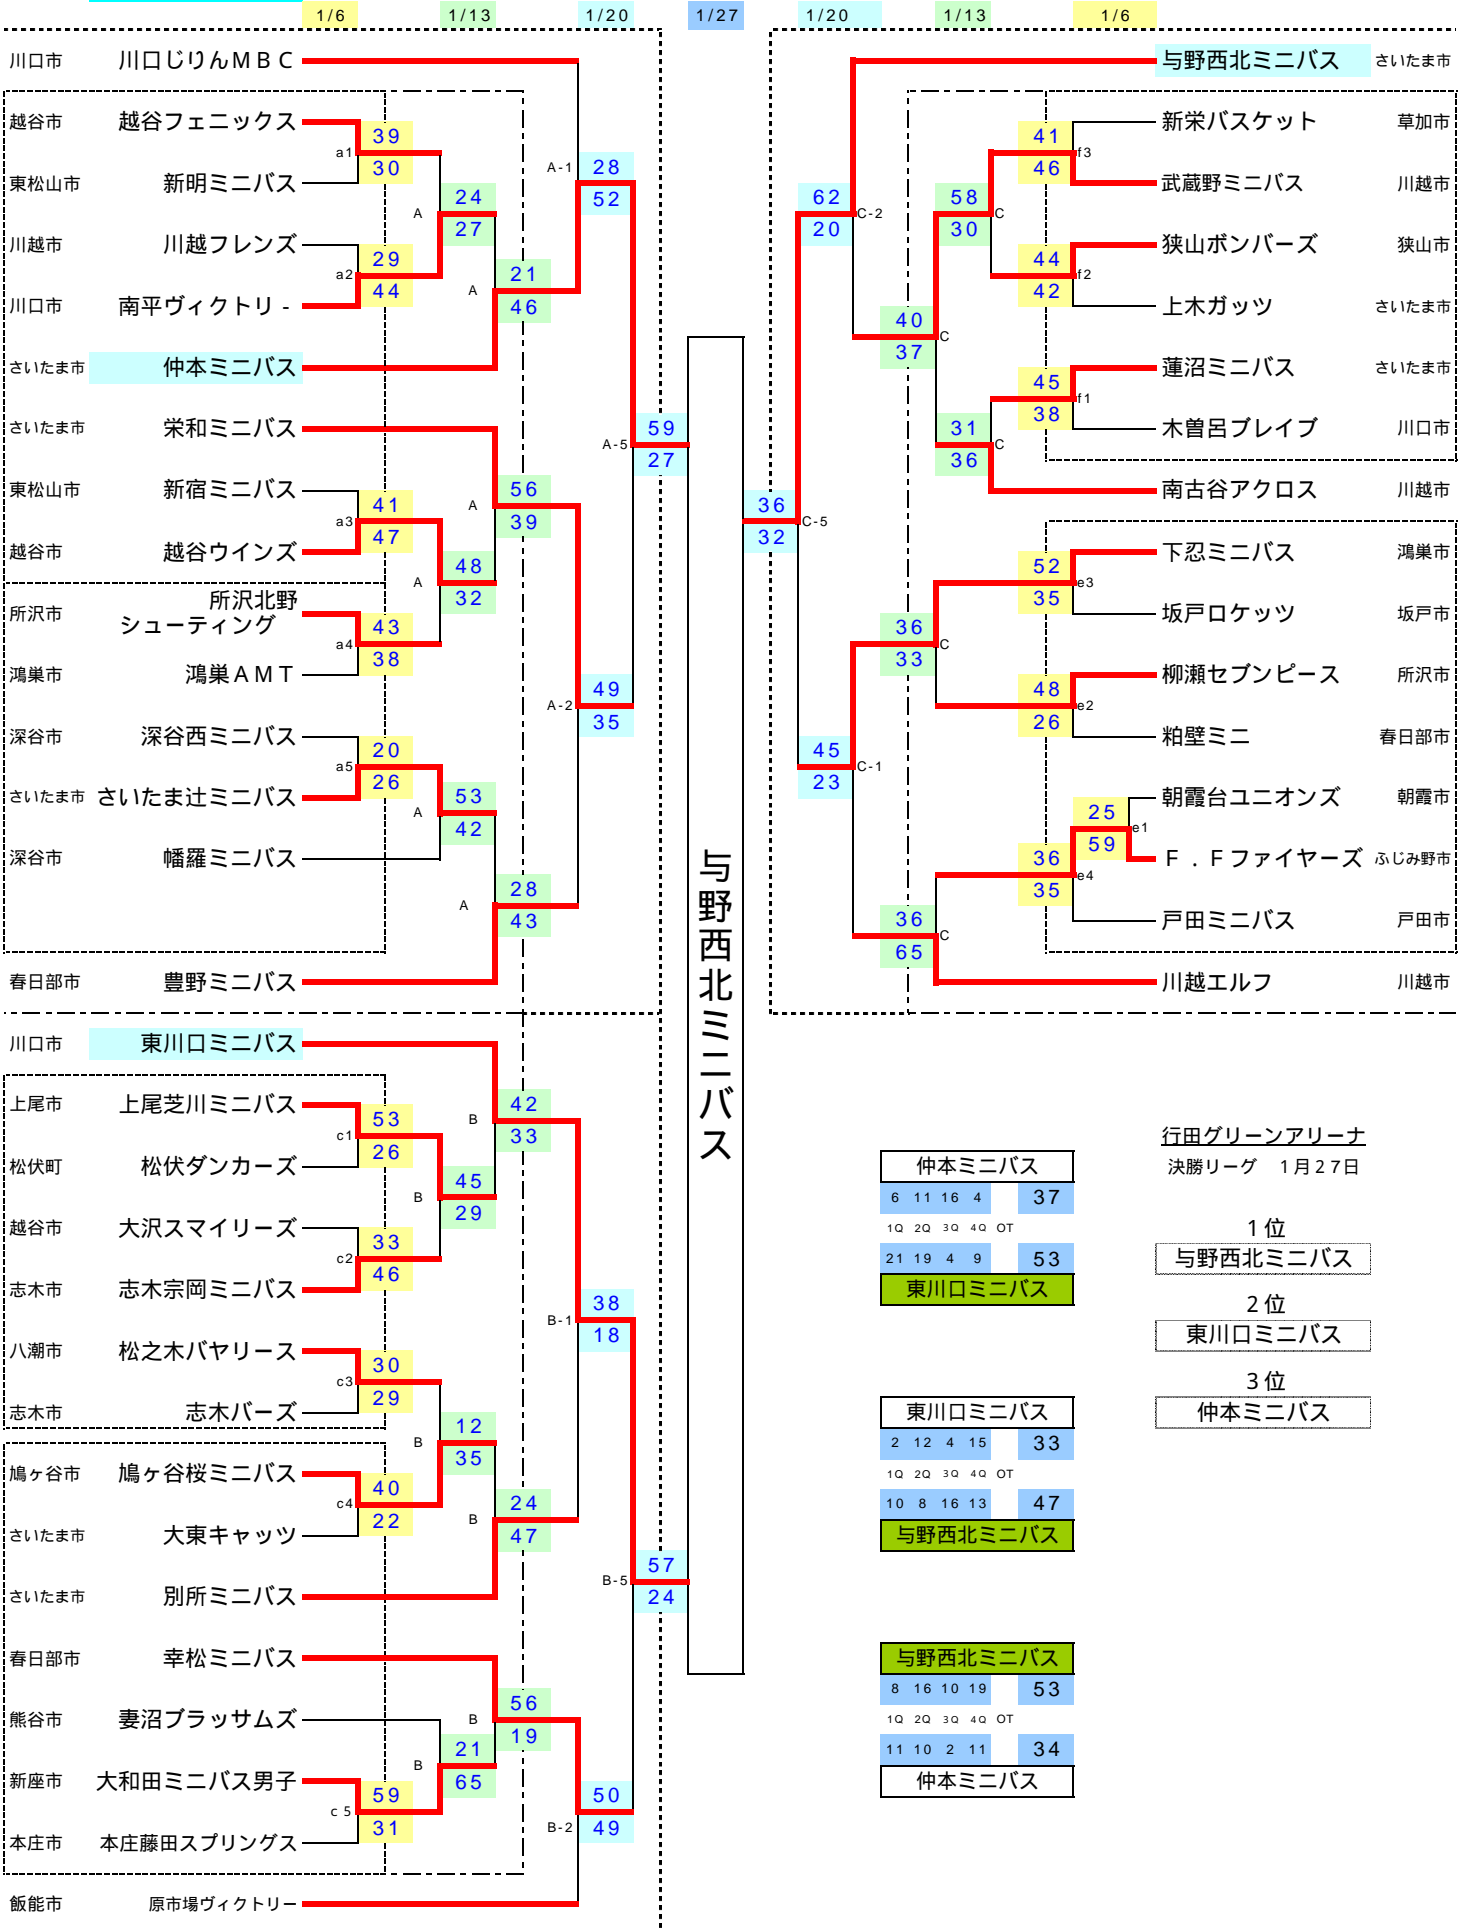 1/6 1/13 1/20 1/27 1/20 1/13 1/6
川口市 川口じりんＭＢＣ
越谷市 越谷フェニックス
a1 39 30
東松山市 新明ミニバス
A 24 27
川越市 川越フレンズ
a2 29 44
川口市 南平ヴィクトリ－
A 21 46
さいたま市 仲本ミニバス
A-1 28 52
さいたま市 栄和ミニバス
A 56 39
東松山市 新宿ミニバス
a3 41 47
越谷市 越谷ウインズ
A 48 32
所沢市 所沢北野
シューティング
a4 43 38
鴻巣市 鴻巣ＡＭＴ
A-2 49 35
深谷市 深谷西ミニバス
a5 20 26
さいたま市 さいたま辻ミニバス
A 53 42
深谷市 幡羅ミニバス
A 28 43
春日部市 豊野ミニバス
A-5 59 27
川口市 東川口ミニバス
B 42 33
上尾市 上尾芝川ミニバス
c1 53 26
松伏町 松伏ダンカーズ
B 45 29
越谷市 大沢スマイリーズ
c2 33 46
志木市 志木宗岡ミニバス
B-1 38 18
八潮市 松之木バヤリース
c3 30 29
志木市 志木バーズ
B 12 35
鳩ヶ谷市 鳩ヶ谷桜ミニバス
c4 40 22
さいたま市 大東キャッツ
B 24 47
さいたま市 別所ミニバス
B-5 57 24
春日部市 幸松ミニバス
B 56 19
熊谷市 妻沼ブラッサムズ
B 21 65
新座市 大和田ミニバス男子
c5 59 31
本庄市 本庄藤田スプリングス
B-2 50 49
飯能市 原市場ヴィクトリー
与野西北ミニバス
与野西北ミニバス さいたま市
新栄バスケット 草加市
41 46 f3
武蔵野ミニバス 川越市
62 20 C-2
58 30 C
狭山ボンバーズ 狭山市
44 42 f2
上木ガッツ さいたま市
40 37 C
蓮沼ミニバス さいたま市
45 38 f1
木曽呂ブレイブ 川口市
31 36 C
南古谷アクロス 川越市
36 32 C-5
下忍ミニバス 鴻巣市
52 35 e3
坂戸ロケッツ 坂戸市
36 33 C
柳瀬セブンピース 所沢市
48 26 e2
粕壁ミニ 春日部市
45 23 C-1
朝霞台ユニオンズ 朝霞市
25 59 e1
Ｆ．Ｆファイヤーズ ふじみ野市
36 35 e4
戸田ミニバス 戸田市
36 65 C
川越エルフ 川越市
行田グリーンアリーナ
決勝リーグ １月２７日
１位
与野西北ミニバス
２位
東川口ミニバス
３位
仲本ミニバス
仲本ミニバス
6 11 16 4 37
1Q 2Q 3Q 4Q OT
21 19 4 9 53
東川口ミニバス
東川口ミニバス
2 12 4 15 33
1Q 2Q 3Q 4Q OT
10 8 16 13 47
与野西北ミニバス
与野西北ミニバス
8 16 10 19 53
1Q 2Q 3Q 4Q OT
11 10 2 11 34
仲本ミニバス